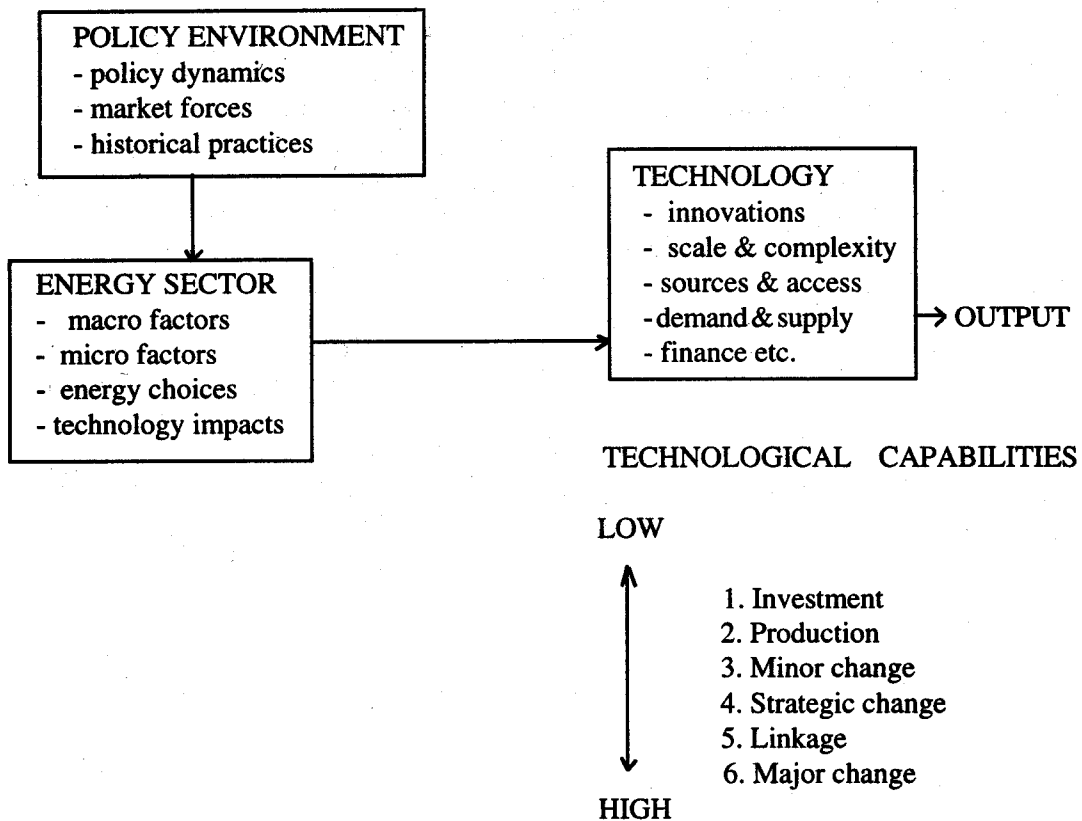 POLICY ENVIRONMENT
- policy dynamics
- market forces
- historical practices
ENERGY SECTOR
- macro factors
- micro factors
- energy choices
- technology impacts
TECHNOLOGY
- innovations
- scale & complexity
- sources & access
-demand & supply
- finance etc.
OUTPUT
TECHNOLOGICAL CAPABILITIES
LOW
1. Investment
2. Production
3. Minor change
4. Strategic change
5. Linkage
6. Major change
HIGH